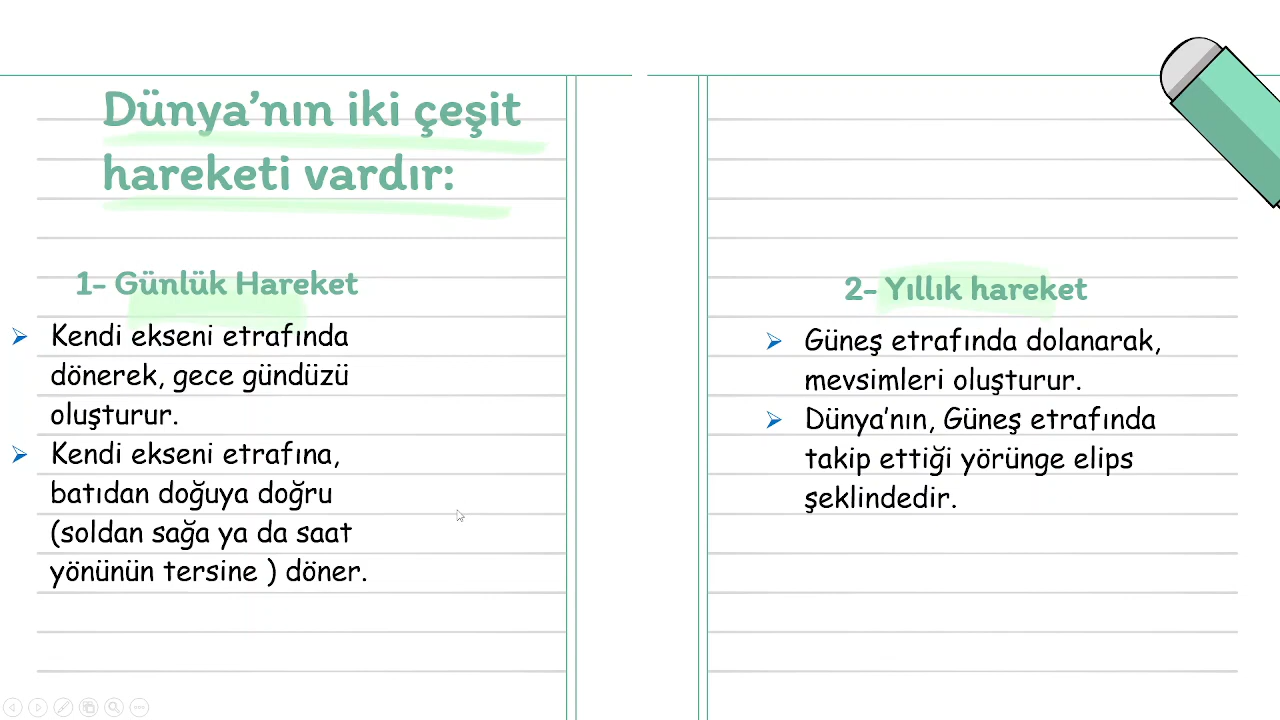 Dünya’nın iki çeşit
hareketi vardır:
1- Günlük Hareket
Kendi ekseni etrafında
dönerek, gece gündüzü
oluşturur.
Kendi ekseni etrafına,
batıdan doğuya doğru
(soldan sağa ya da saat
yönünün tersine ) döner.
2- Yıllık hareket
Güneş etrafında dolanarak,
mevsimleri oluşturur.
Dünya’nın, Güneş etrafında
takip ettiği yörünge elips
şeklindedir.